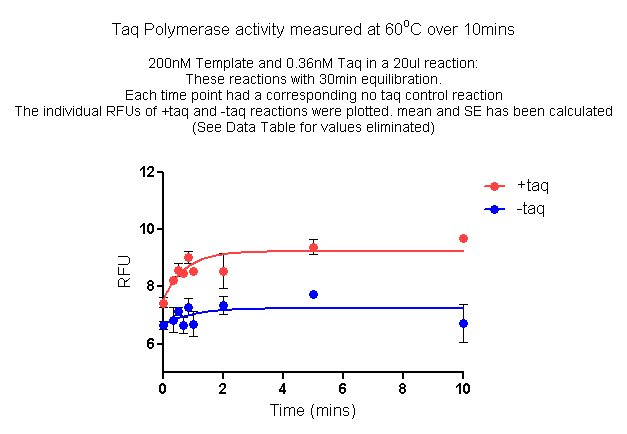 Taq Polymerase activity measured at 60⁰C over 10mins
200nM Template and 0.36nM Taq in a 20ul reaction:
These reactions with 30min equilibration.
Each time point had a corresponding no taq control reaction
The individual RFUs of +taq and -taq reactions were plotted. mean and SE has been calculated
(See Data Table for values eliminated)
12
10
8
6
RFU
+taq
-taq
0 2 4 6 8 10
Time (mins)